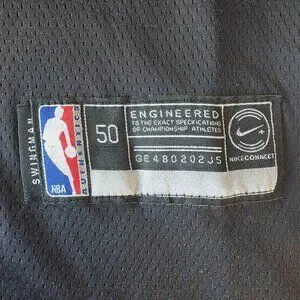 SWINGMAN
NBA
AUTHENTICS
50
ENGINEERED
TO THE EXACT SPECIFICATIONS
OF CHAMPIONSHIP ATHLETES
GE480202JS
NIKECONNECT